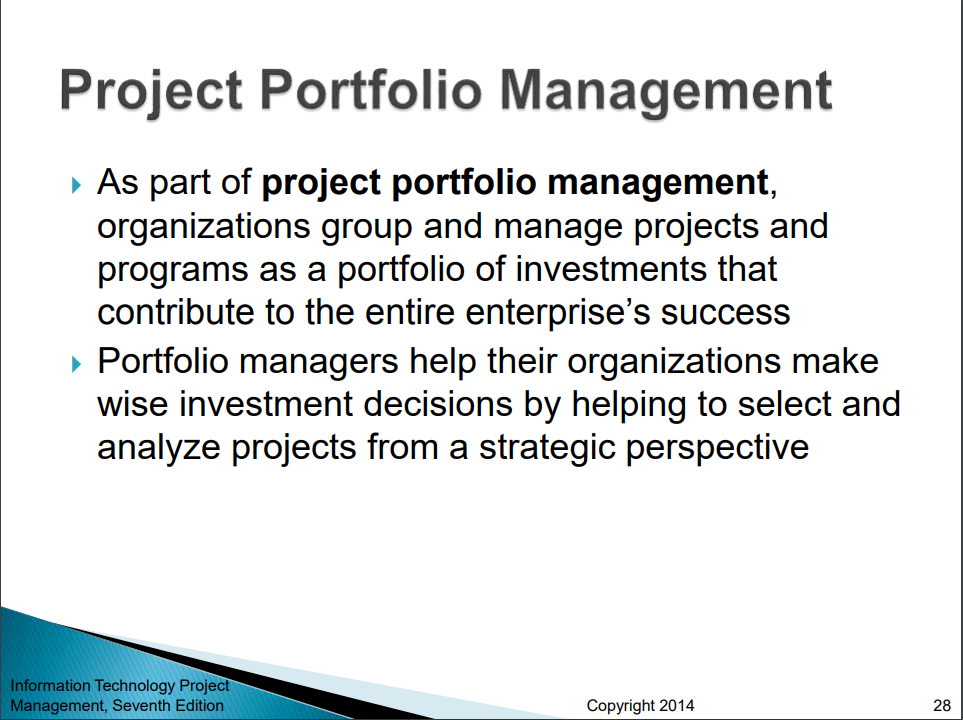 Project Portfolio Management
As part of project portfolio management,
organizations group and manage projects and
programs as a portfolio of investments that
contribute to the entire enterprise’s success
Portfolio managers help their organizations make
wise investment decisions by helping to select and
analyze projects from a strategic perspective
Information Technology Project
Management, Seventh Edition
Copyright 2014
28